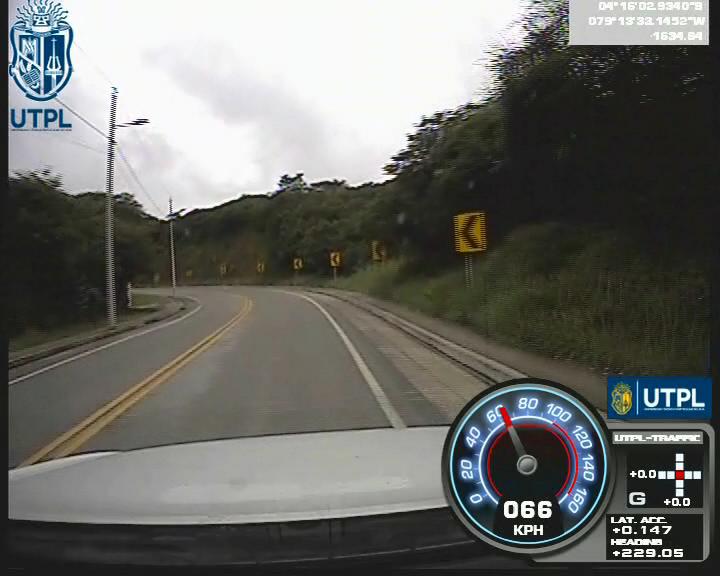 04°16'02.9340"S
079°13'33.1452"W
1634.84
UTPL
UTPL
UTPL-TRAFFIC
0
20
40
60
80
100
120
140
160
066
KPH
+0.0
G
+0.0
LAT. ACC.
+0.147
HEADING
+229.05